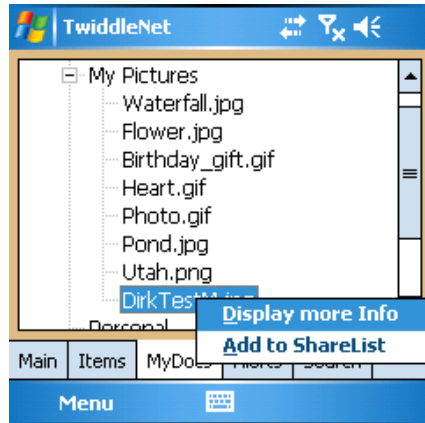 TwiddleNet
My Pictures
Waterfall.jpg
Flower.jpg
Birthday_gift.gif
Heart.gif
Photo.gif
Pond.jpg
Utah.png
Display more Info
Add to ShareList
Main Items
Menu